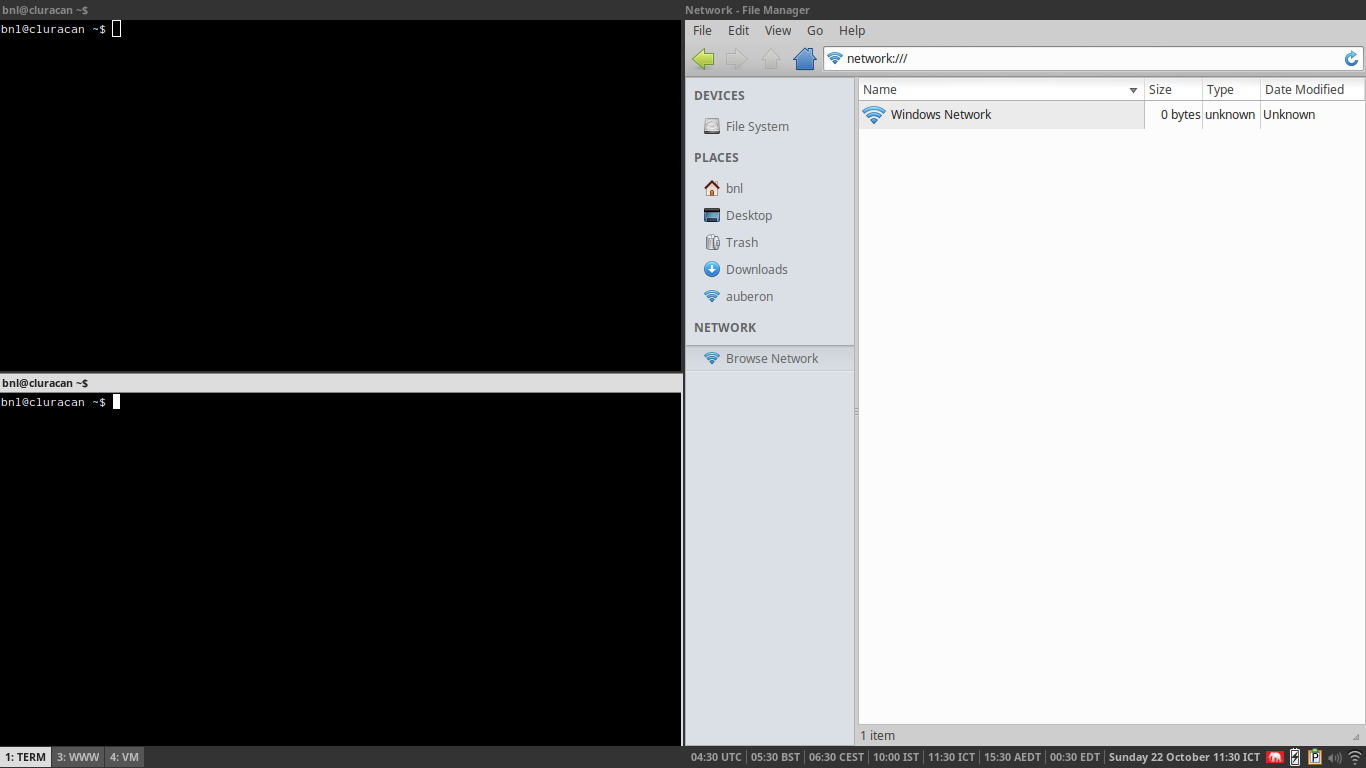 bnl@cluracan ~$
bnl@cluracan ~$
bnl@cluracan ~$
bnl@cluracan ~$
Network - File Manager
File Edit View Go Help
network:///
DEVICES
File System
PLACES
bnl
Desktop
Trash
Downloads
auberon
NETWORK
Browse Network
Name Size Type Date Modified
Windows Network 0 bytes unknown Unknown
1 item
1: TERM 3: WWW 4: VM 04:30 UTC 05:30 BST 06:30 CEST 10:00 IST 11:30 ICT 15:30 AEDT 00:30 EDT Sunday 22 October 11:30 ICT